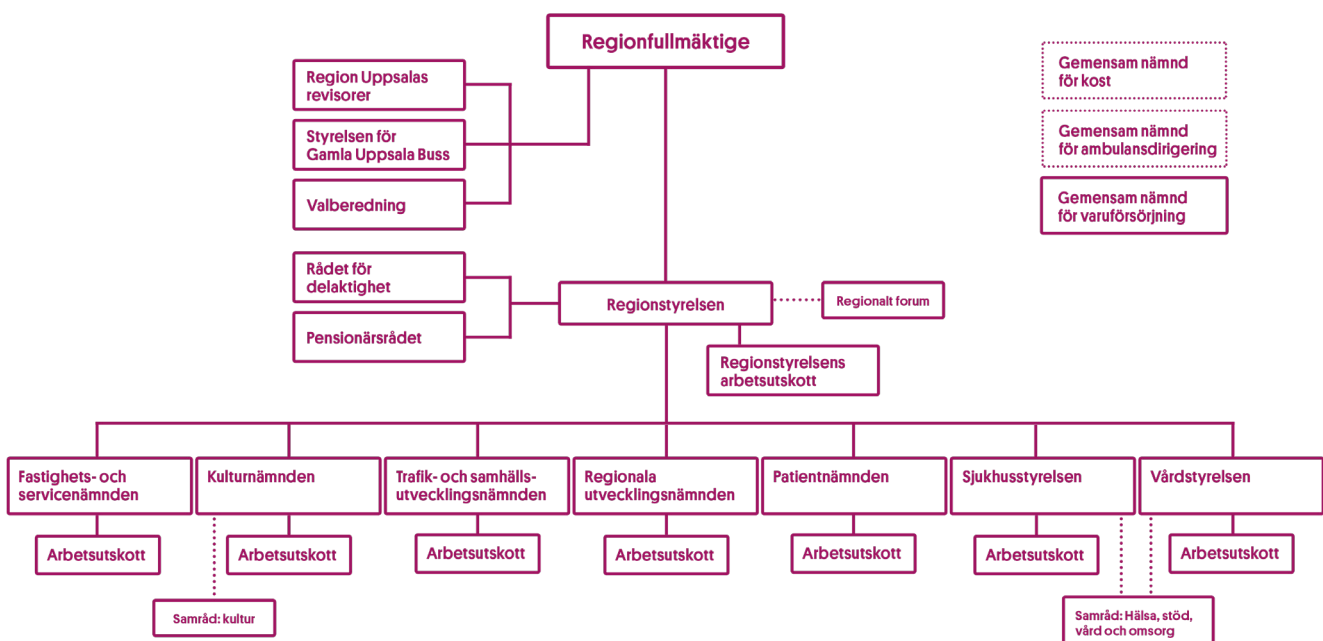 Regionfullmäktige
Region Uppsalas
revisorer
Styrelsen för
Gamla Uppsala Buss
Valberedning
Gemensam nämnd
för kost
Gemensam nämnd
för ambulansdirigering
Gemensam nämnd
för varuförsörjning
Rådet för
delaktighet
Pensionärsrådet
Regionstyrelsen
Regionalt forum
Regionstyrelsens
arbetsutskott
Fastighets- och
servicenämnden
Kulturnämnden
Trafik- och samhälls-
utvecklingsnämnden
Regionala
utvecklingsnämnden
Patientnämnden
Sjukhusstyrelsen
Vårdstyrelsen
Arbetsutskott
Arbetsutskott
Arbetsutskott
Arbetsutskott
Arbetsutskott
Arbetsutskott
Arbetsutskott
Samråd: kultur
Samråd: Hälsa, stöd,
vård och omsorg